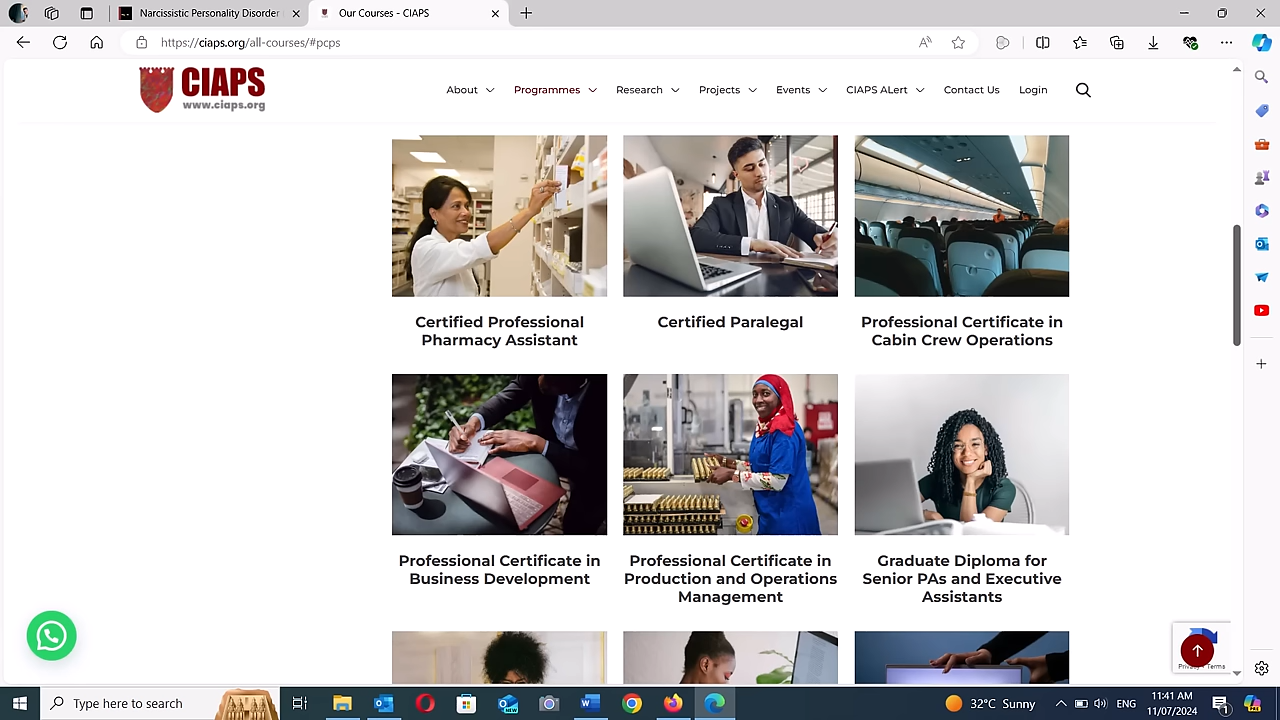 Narcissistic Personality Disorder
Our Courses - CIAPS
https://ciaps.org/all-courses/#pcps
CIAPS
www.ciaps.org
About
Programmes
Research
Projects
Events
CIAPS ALert
Contact Us
Login
Certified Professional
Pharmacy Assistant
Certified Paralegal
Professional Certificate in
Cabin Crew Operations
Professional Certificate in
Business Development
Professional Certificate in
Production and Operations
Management
Graduate Diploma for
Senior PAs and Executive
Assistants
Type here to search
32°C Sunny
ENG
11:41 AM
11/07/2024